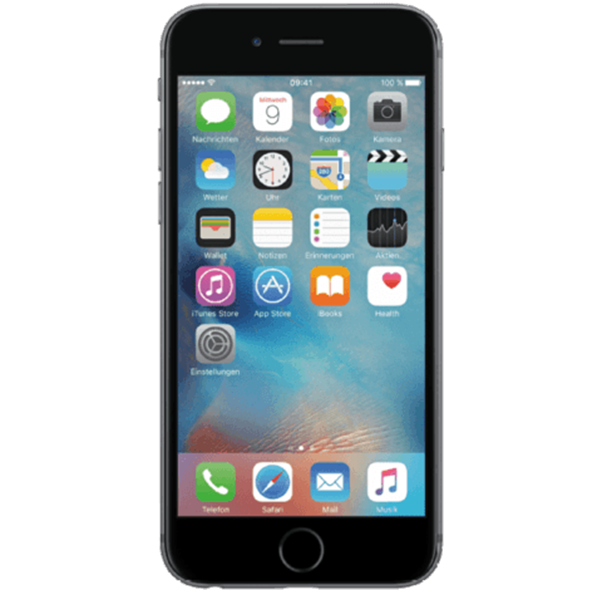 09:41 100 %
Mittwoch
9
Nachrichten Kalender Fotos Kamera
280
Wetter Uhr Karten Videos
Wallet Notizen Erinnerungen Aktien
iTunes Store App Store iBooks Health
Einstellungen
Telefon Safari Mail Musik